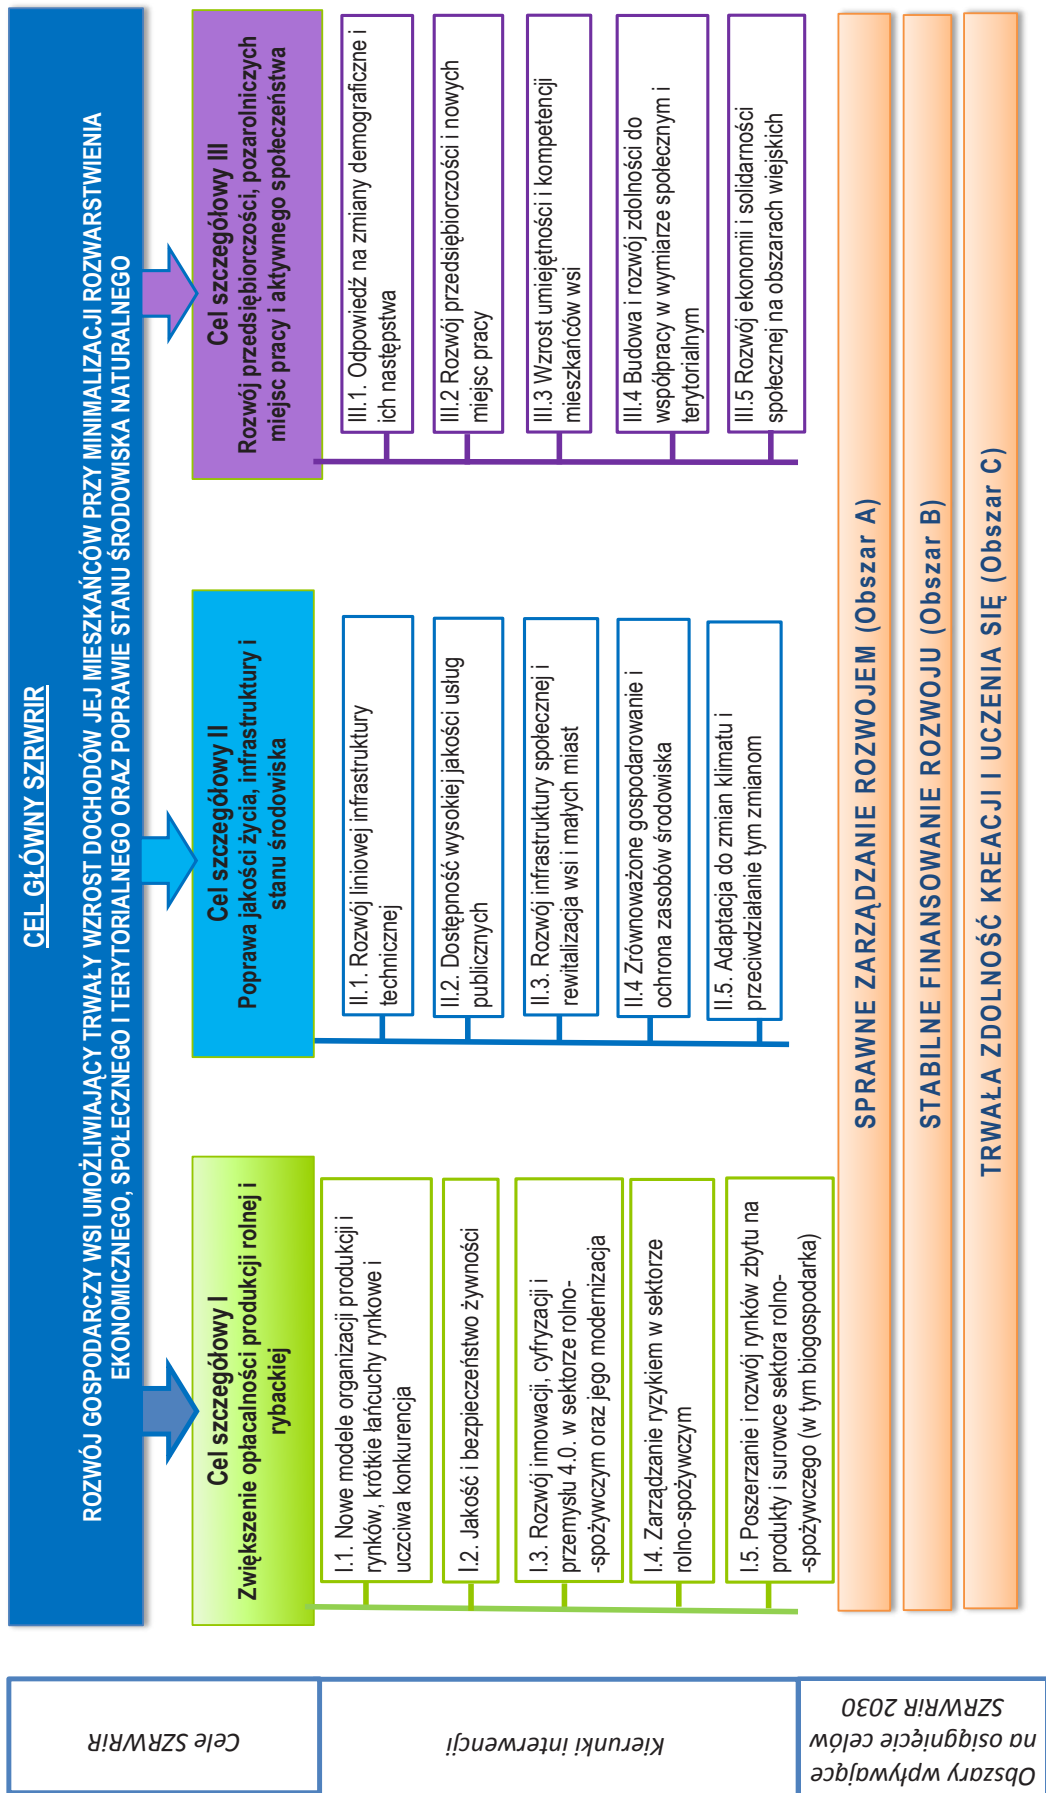 CEL GŁÓWNY SZRWRIR
ROZWÓJ GOSPODARCZY WSI UMOŻLIWIAJĄCY TRWAŁY WZROST DOCHODÓW JEJ MIESZKAŃCÓW PRZY MINIMALIZACJI ROZWARSTWIENIA
EKONOMICZNEGO, SPOŁECZNEGO I TERYTORIALNEGO ORAZ POPRAWIE STANU ŚRODOWISKA NATURALNEGO
Cele SZRWRiR
Cel szczegółowy I
Zwiększenie opłacalności produkcji rolnej i
rybackiej
Cel szczegółowy II
Poprawa jakości życia, infrastruktury i
stanu środowiska
Cel szczegółowy III
Rozwój przedsiębiorczości, pozarolniczych
miejsc pracy i aktywnego społeczeństwa
Kierunki interwencji
I.1. Nowe modele organizacji produkcji i
rynków, krótkie łańcuchy rynkowe i
uczciwa konkurencja
I.2. Jakość i bezpieczeństwo żywności
I.3. Rozwój innowacji, cyfryzacji i
przemysłu 4.0. w sektorze rolno-
-spożywczym oraz jego modernizacja
I.4. Zarządzanie ryzykiem w sektorze
rolno-spożywczym
I.5. Poszerzanie i rozwój rynków zbytu na
produkty i surowce sektora rolno-
-spożywczego (w tym biogospodarka)
II.1. Rozwój liniowej infrastruktury
technicznej
II.2. Dostępność wysokiej jakości usług
publicznych
II.3. Rozwój infrastruktury społecznej i
rewitalizacja wsi i małych miast
II.4 Zrównoważone gospodarowanie i
ochrona zasobów środowiska
II.5. Adaptacja do zmian klimatu i
przeciwdziałanie tym zmianom
III.1. Odpowiedź na zmiany demograficzne i
ich następstwa
III.2 Rozwój przedsiębiorczości i nowych
miejsc pracy
III.3 Wzrost umiejętności i kompetencji
mieszkańców wsi
III.4 Budowa i rozwój zdolności do
współpracy w wymiarze społecznym i
terytorialnym
III.5 Rozwój ekonomii i solidarności
społecznej na obszarach wiejskich
Obszary wpływające
na osiągnięcie celów
SZRWRiR 2030
SPRAWNE ZARZĄDZANIE ROZWOJEM (Obszar A)
STABILNE FINANSOWANIE ROZWOJU (Obszar B)
TRWAŁA ZDOLNOŚĆ KREACJI I UCZENIA SIĘ (Obszar C)